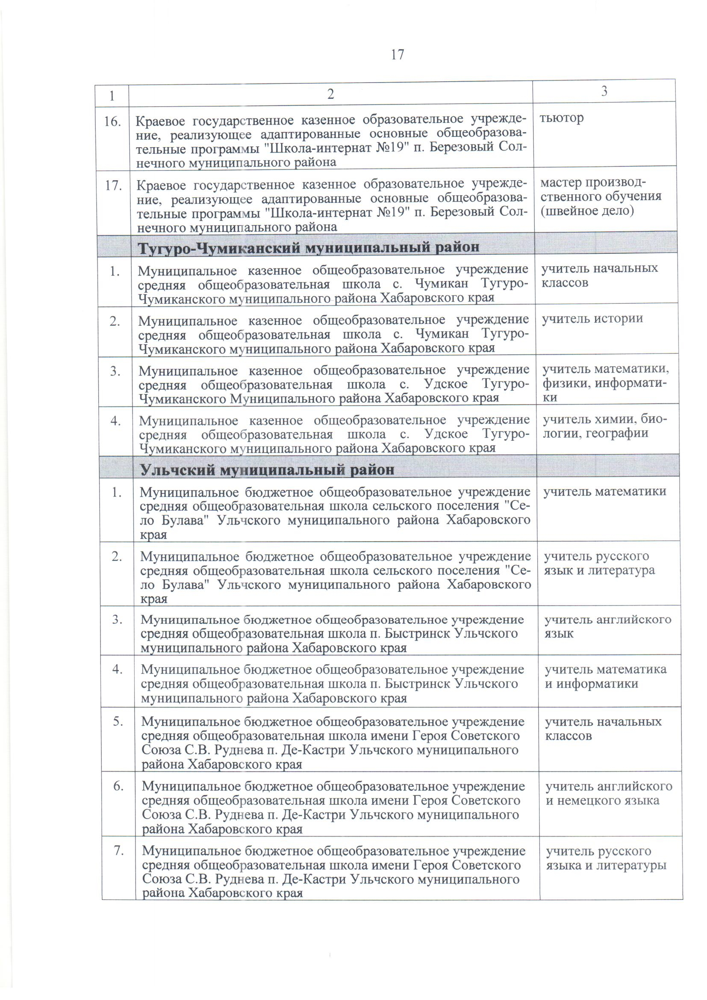 17
1 2 3
16. Краевое государственное казенное образовательное учрежде- тьютор
ние, реализующее адаптированные основные общеобразова-
тельные программы "Школа-интернат №19" п. Березовый Сол-
нечного муниципального района
17. Краевое государственное казенное образовательное учрежде- мастер производ-
ние, реализующее адаптированные основные общеобразова- ственного обучения
тельные программы "Школа-интернат №19" п. Березовый Сол- (швейное дело)
нечного муниципального района
Тугуро-Чумиканский муниципальный район
1. Муниципальное казенное общеобразовательное учреждение учитель начальных
средняя общеобразовательная школа с. Чумикан Тугуро- классов
Чумиканского муниципального района Хабаровского края
2. Муниципальное казенное общеобразовательное учреждение учитель истории
средняя общеобразовательная школа с. Чумикан Тугуро-
Чумиканского муниципального района Хабаровского края
3. Муниципальное казенное общеобразовательное учреждение учитель математики,
средняя общеобразовательная школа с. Удское Тугуро- физики, информати-
Чумиканского Муниципального района Хабаровского края ки
4. Муниципальное казенное общеобразовательное учреждение учитель химии, био-
средняя общеобразовательная школа с. Удское Тугуро- логии, географии
Чумиканского муниципального района Хабаровского края
Ульчский муниципальный район
1. Муниципальное бюджетное общеобразовательное учреждение учитель математики
средняя общеобразовательная школа сельского поселения "Се-
ло Булава" Ульчского муниципального района Хабаровского
края
2. Муниципальное бюджетное общеобразовательное учреждение учитель русского
средняя общеобразовательная школа сельского поселения "Се- язык и литература
ло Булава" Ульчского муниципального района Хабаровского
края
3. Муниципальное бюджетное общеобразовательное учреждение учитель английского
средняя общеобразовательная школа п. Быстринск Ульчского язык
муниципального района Хабаровского края
4. Муниципальное бюджетное общеобразовательное учреждение учитель математика
средняя общеобразовательная школа п. Быстринск Ульчского и информатики
муниципального района Хабаровского края
5. Муниципальное бюджетное общеобразовательное учреждение учитель начальных
средняя общеобразовательная школа имени Героя Советского классов
Союза С.В. Руднева п. Де-Кастри Ульчского муниципального
района Хабаровского края
6. Муниципальное бюджетное общеобразовательное учреждение учитель английского
средняя общеобразовательная школа имени Героя Советского и немецкого языка
Союза С.В. Руднева п. Де-Кастри Ульчского муниципального
района Хабаровского края
7. Муниципальное бюджетное общеобразовательное учреждение учитель русского
средняя общеобразовательная школа имени Героя Советского языка и литературы
Союза С.В. Руднева п. Де-Кастри Ульчского муниципального
района Хабаровского края